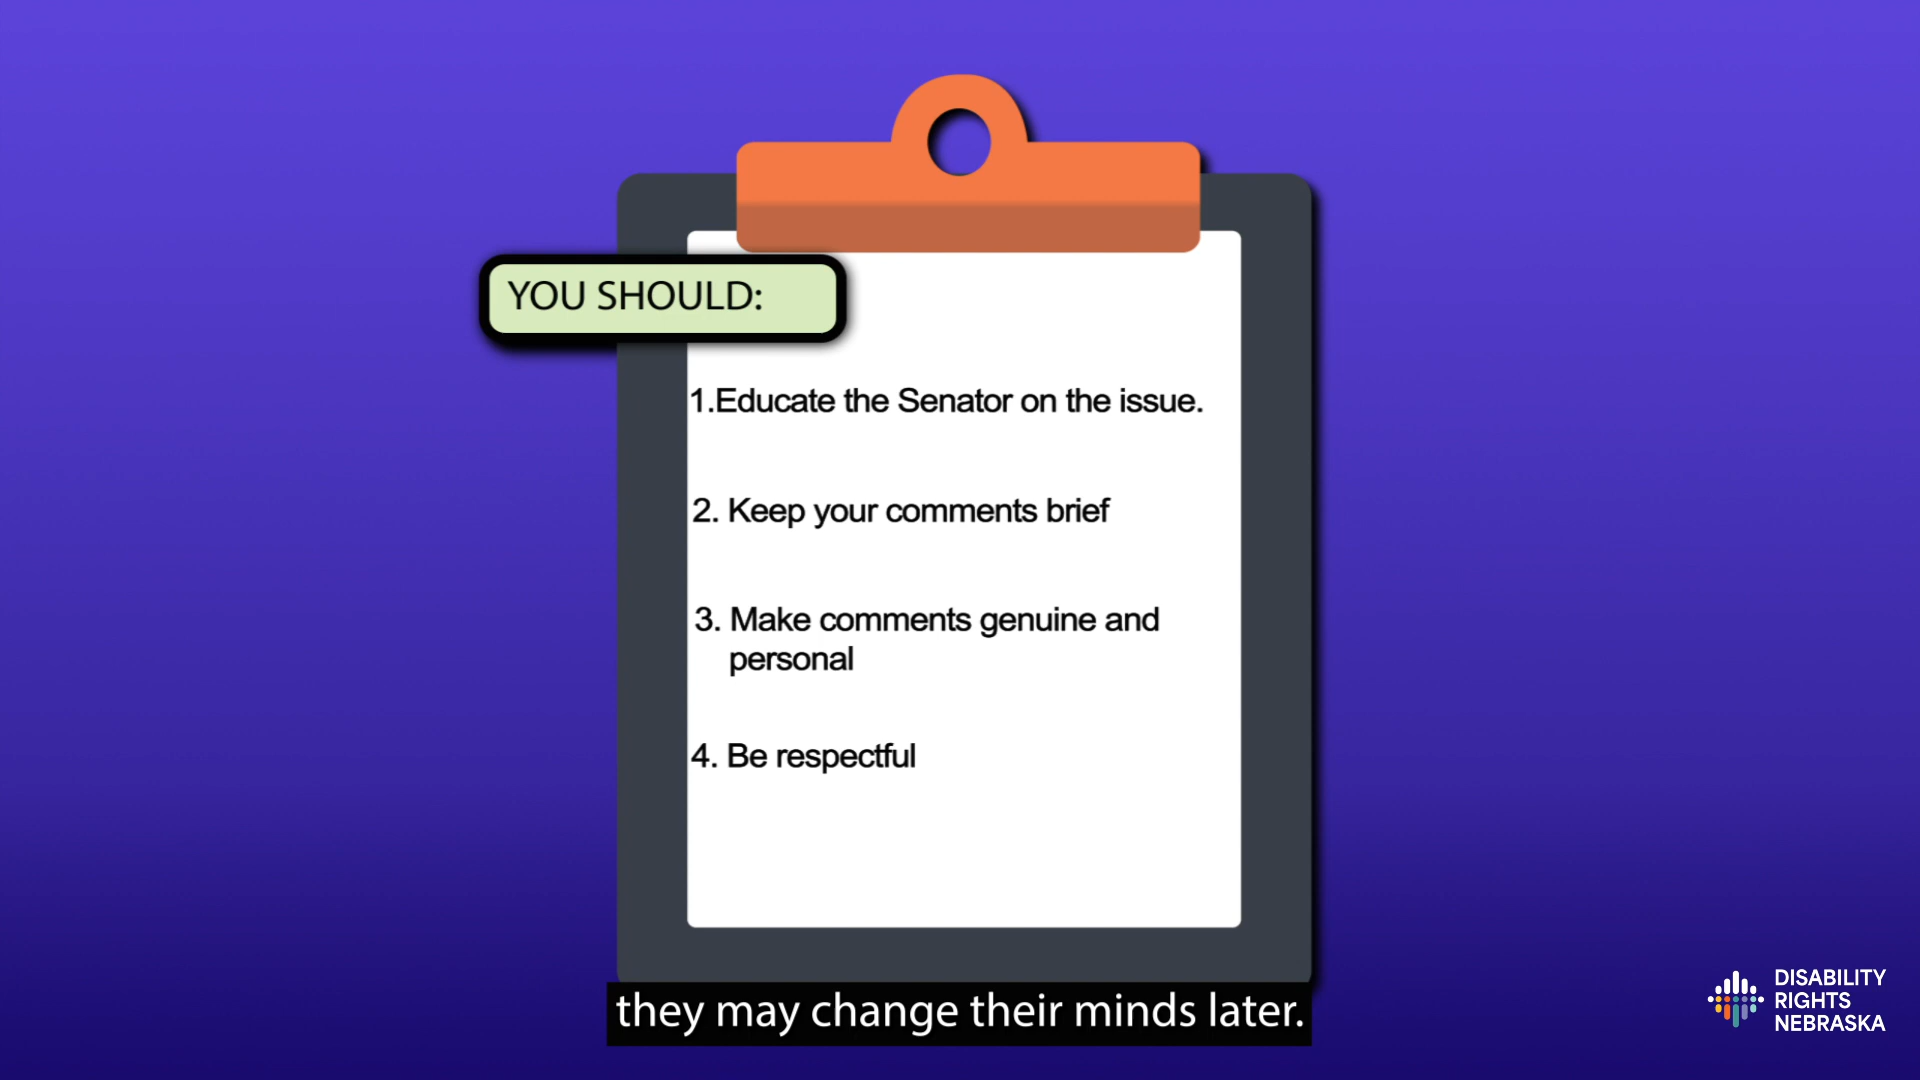 YOU SHOULD:
1.Educate the Senator on the issue.
2. Keep your comments brief
3. Make comments genuine and
personal
4. Be respectful
they may change their minds later.
DISABILITY
RIGHTS
NEBRASKA